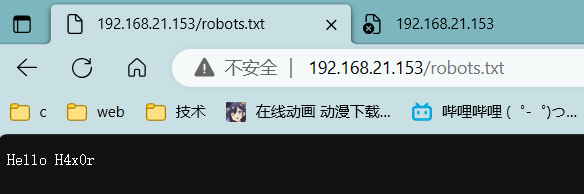 192.168.21.153/robots.txt
192.168.21.153
不安全 192.168.21.153/robots.txt
c web 技术 在线动画 动漫下载... 哔哩哔哩 (゜-゜)つ...
Hello H4x0r